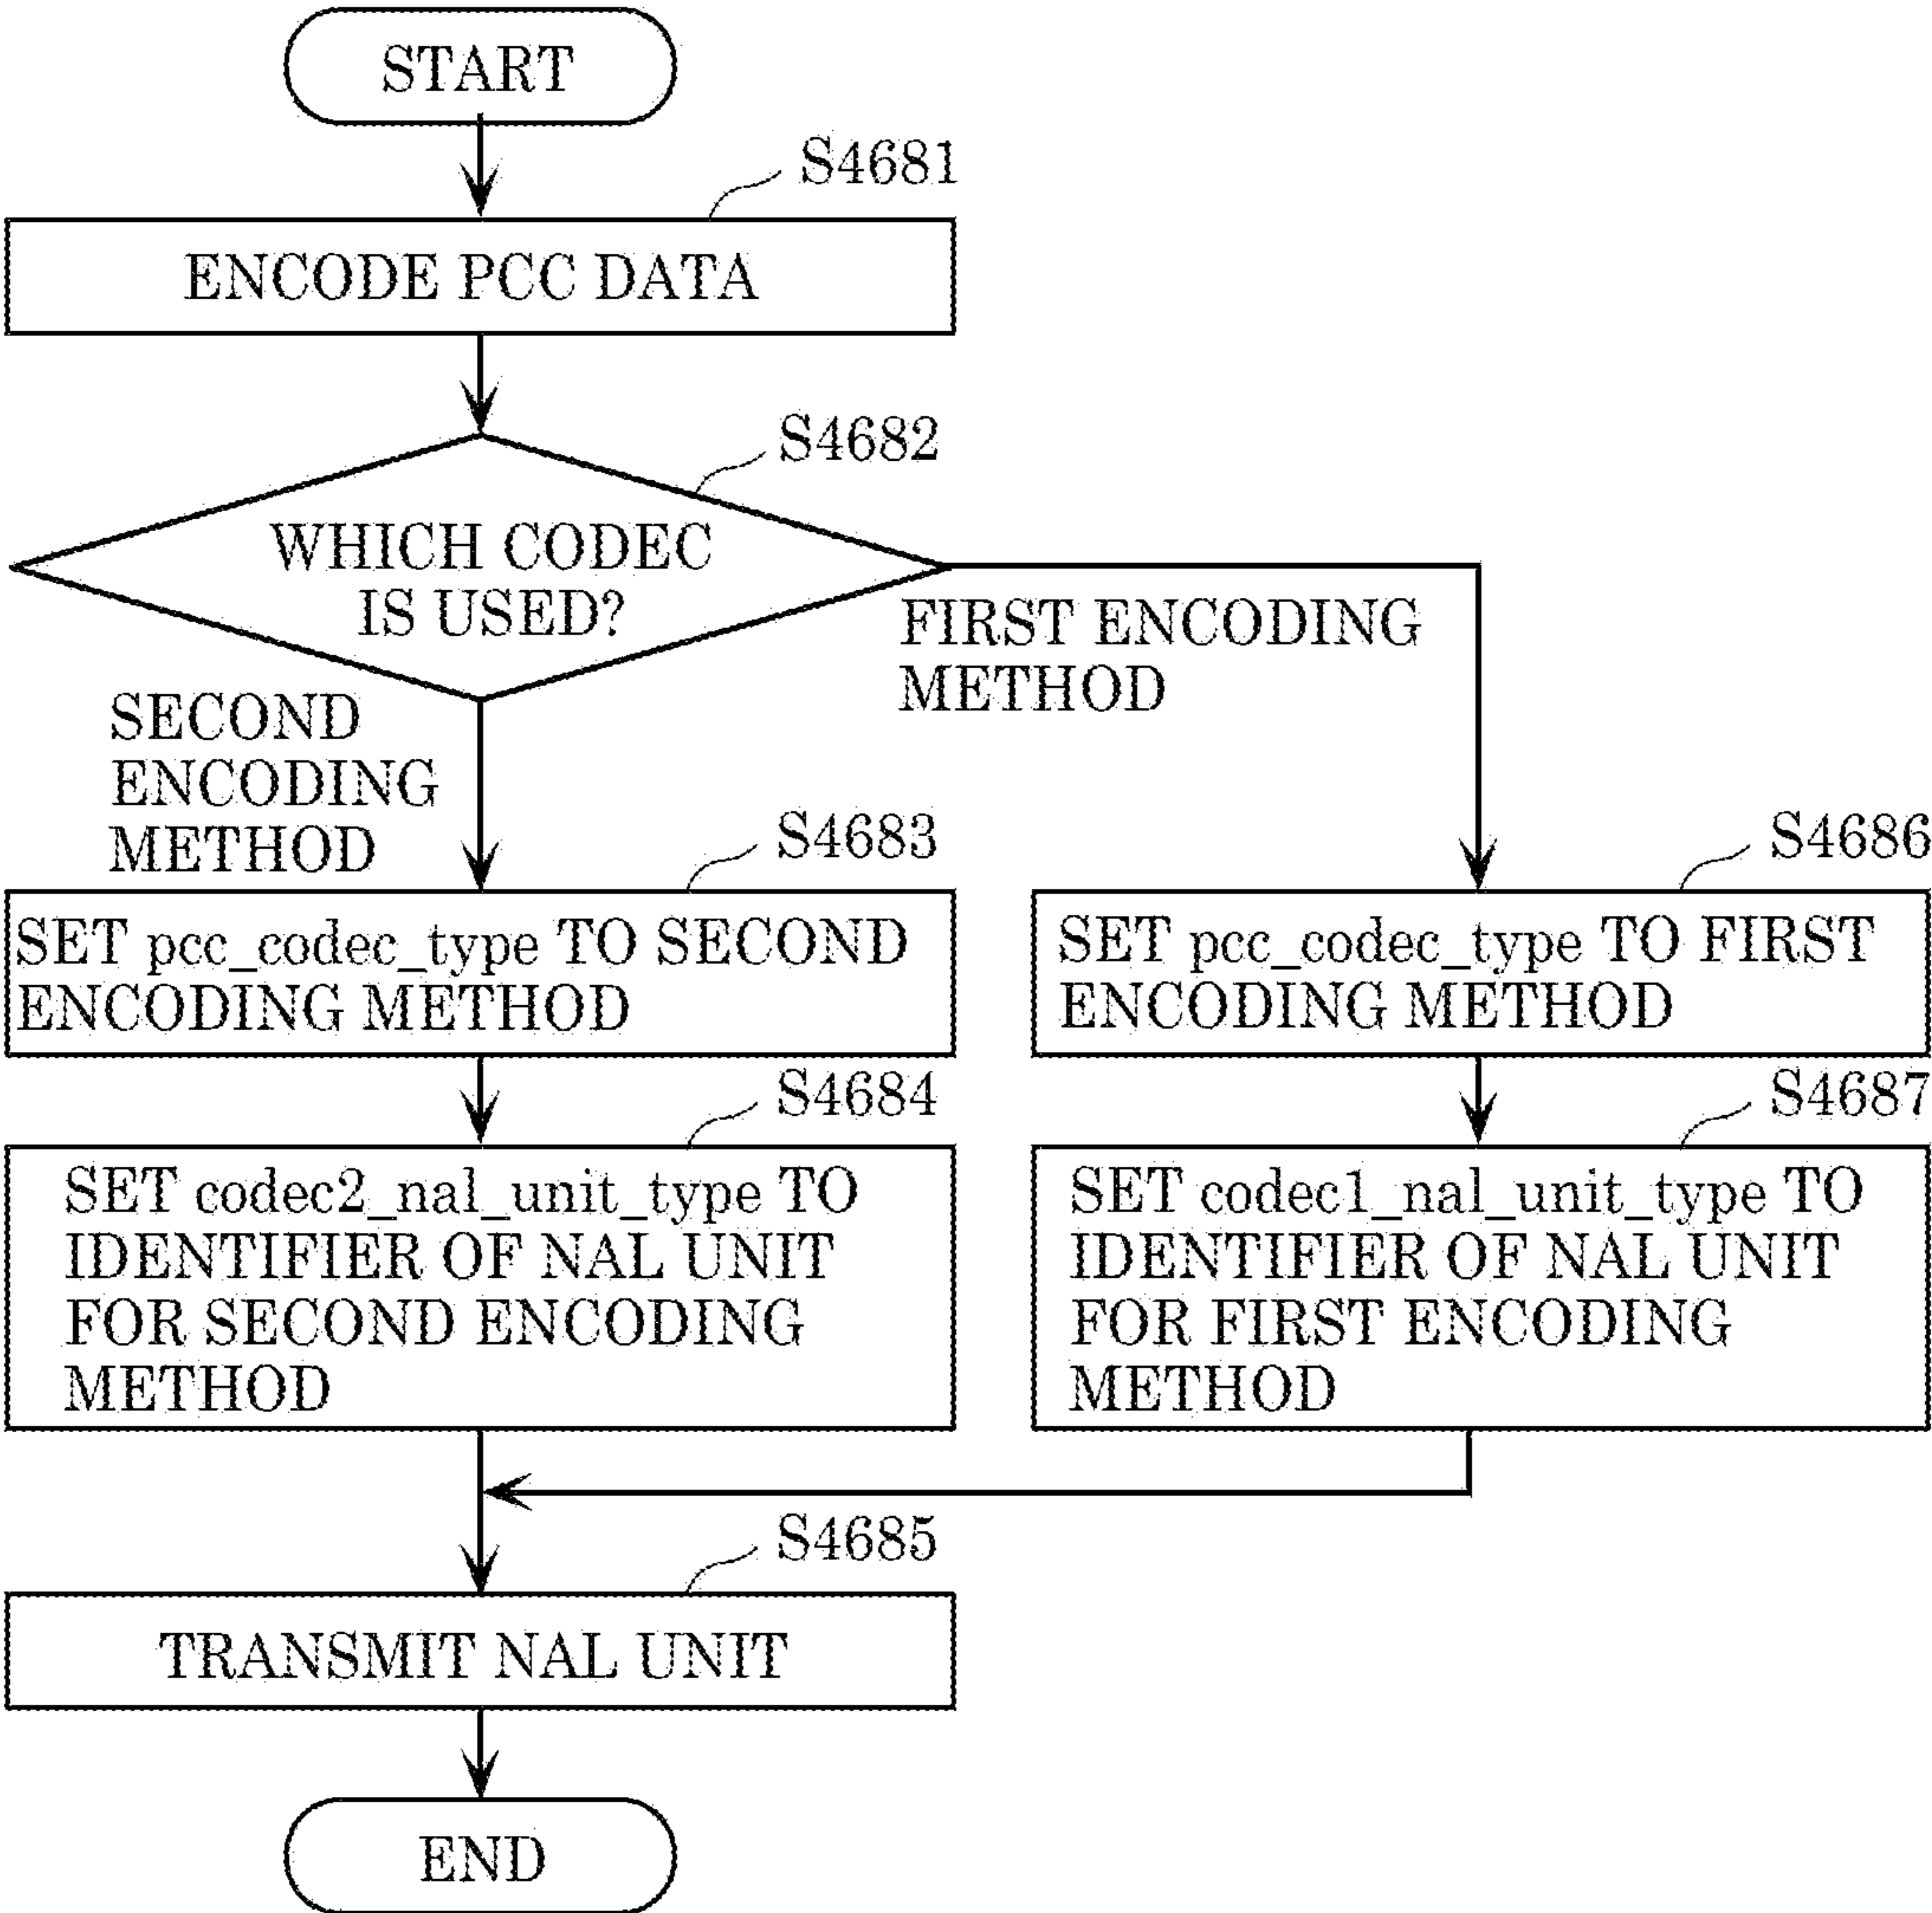 START
S4681
ENCODE PCC DATA
S4682
WHICH CODEC
IS USED?
FIRST ENCODING
METHOD
SECOND
ENCODING
METHOD
S4683
SET pcc_codec_type TO SECOND
ENCODING METHOD
S4686
SET pcc_codec_type TO FIRST
ENCODING METHOD
S4684
SET codec2_nal_unit_type TO
IDENTIFIER OF NAL UNIT
FOR SECOND ENCODING
METHOD
S4687
SET codec1_nal_unit_type TO
IDENTIFIER OF NAL UNIT
FOR FIRST ENCODING
METHOD
S4685
TRANSMIT NAL UNIT
END